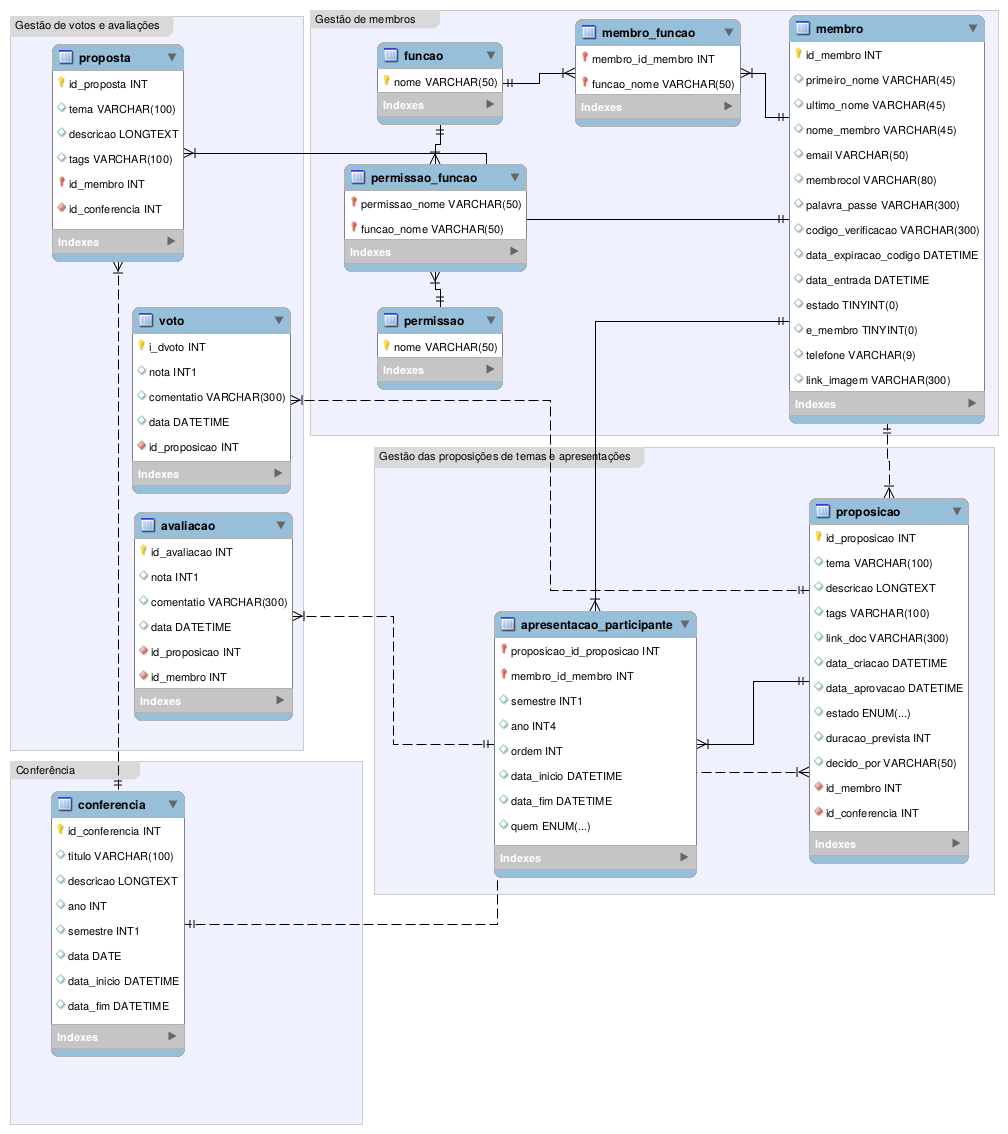 Gestão de votos e avaliações
proposta
id_proposta INT
tema VARCHAR(100)
descricao LONGTEXT
tags VARCHAR(100)
id_membro INT
id_conferencia INT
Indexes
voto
i_dvoto INT
nota INT1
comentatio VARCHAR(300)
data DATETIME
id_proposicao INT
Indexes
avaliacao
id_avaliacao INT
nota INT1
comentatio VARCHAR(300)
data DATETIME
id_proposicao INT
id_membro INT
Indexes
Gestão de membros
funcao
nome VARCHAR(50)
Indexes
membro_funcao
membro_id_membro INT
funcao_nome VARCHAR(50)
Indexes
membro
id_membro INT
primeiro_nome VARCHAR(45)
ultimo_nome VARCHAR(45)
nome_membro VARCHAR(45)
email VARCHAR(50)
membrocol VARCHAR(80)
palavra_passe VARCHAR(300)
codigo_verificacao VARCHAR(300)
data_expiracao_codigo DATETIME
data_entrada DATETIME
estado TINYINT(0)
e_membro TINYINT(0)
telefone VARCHAR(9)
link_imagem VARCHAR(300)
Indexes
permissao_funcao
permissao_nome VARCHAR(50)
funcao_nome VARCHAR(50)
Indexes
permissao
nome VARCHAR(50)
Indexes
Gestão das proposições de temas e apresentações
apresentacao_participante
proposicao_id_proposicao INT
membro_id_membro INT
semestre INT1
ano INT4
ordem INT
data_inicio DATETIME
data_fim DATETIME
quem ENUM(...)
Indexes
proposicao
id_proposicao INT
tema VARCHAR(100)
descricao LONGTEXT
tags VARCHAR(100)
link_doc VARCHAR(300)
data_criacao DATETIME
data_aprovacao DATETIME
estado ENUM(...)
duracao_prevista INT
decido_por VARCHAR(50)
id_membro INT
id_conferencia INT
Indexes
Conferência
conferencia
id_conferencia INT
titulo VARCHAR(100)
descricao LONGTEXT
ano INT
semestre INT1
data DATE
data_inicio DATETIME
data_fim DATETIME
Indexes